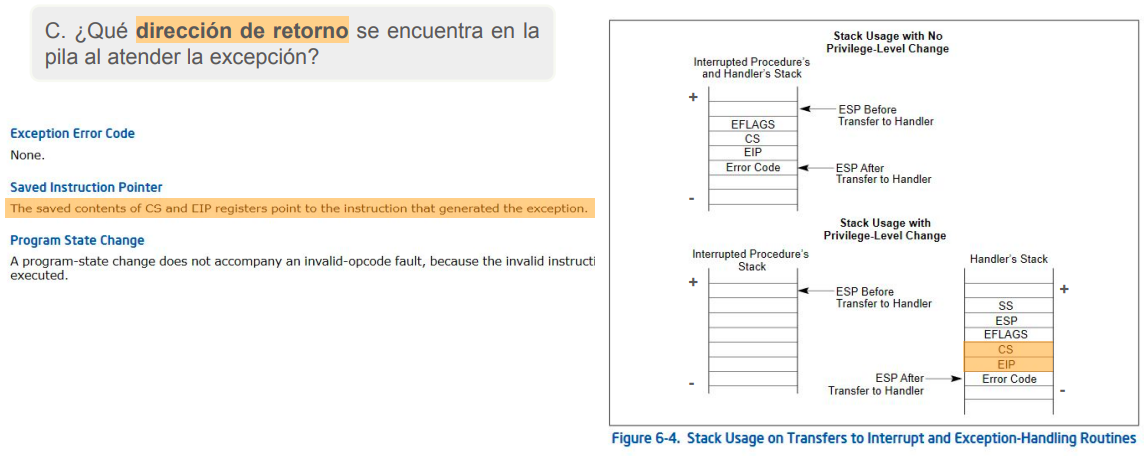 C. ¿Qué dirección de retorno se encuentra en la
pila al atender la excepción?
Exception Error Code
None.
Saved Instruction Pointer
The saved contents of CS and EIP registers point to the instruction that generated the exception.
Program State Change
A program-state change does not accompany an invalid-opcode fault, because the invalid instructi
executed.
Stack Usage with No
Privilege-Level Change
Interrupted Procedure's
and Handler's Stack
+
ESP Before
Transfer to Handler
EFLAGS
CS
EIP
Error Code
ESP After
Transfer to Handler
-
Stack Usage with
Privilege-Level Change
Interrupted Procedure's
Stack
Handler's Stack
+
ESP Before
Transfer to Handler
+
SS
ESP
EFLAGS
CS
EIP
ESP After
Transfer to Handler
Error Code
-
-
Figure 6-4. Stack Usage on Transfers to Interrupt and Exception-Handling Routines